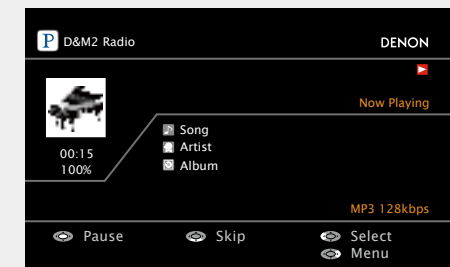 P D&M2 Radio
DENON
Now Playing
Song
Artist
Album
00:15
100%
MP3 128kbps
Pause
Skip
Select
Menu